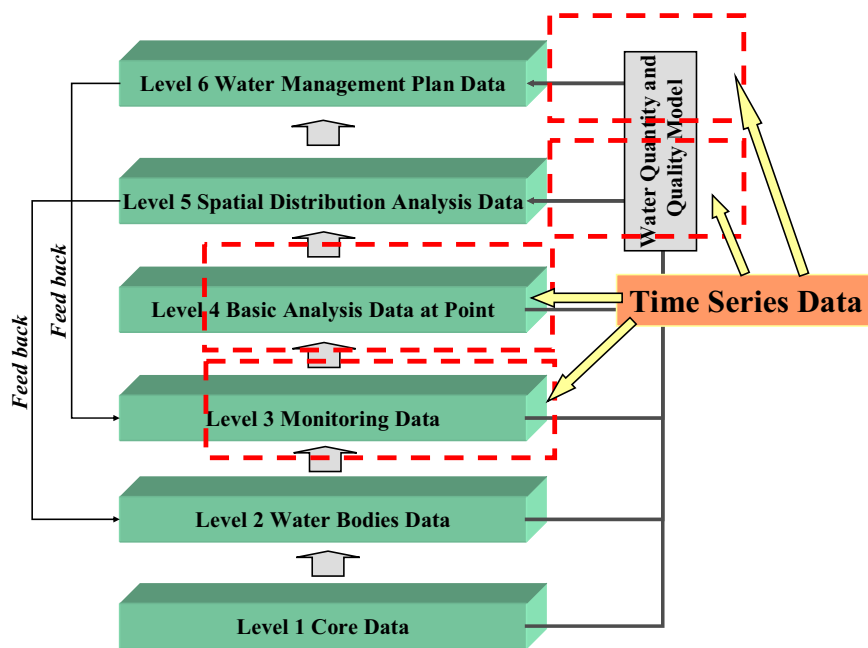 Level 6 Water Management Plan Data
Level 5 Spatial Distribution Analysis Data
Level 4 Basic Analysis Data at Point
Level 3 Monitoring Data
Level 2 Water Bodies Data
Level 1 Core Data
Feed back
Feed back
Water Quantity and
Quality Model
Time Series Data